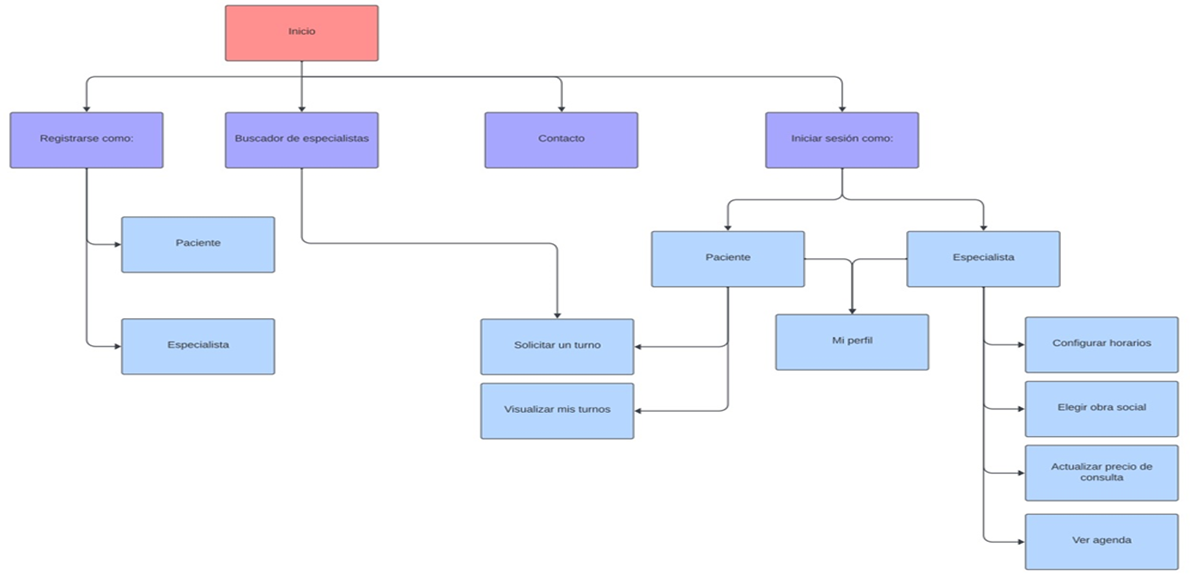 Inicio
Registrarse como:
Buscador de especialistas
Contacto
Iniciar sesión como:
Paciente
Especialista
Paciente
Especialista
Solicitar un turno
Visualizar mis turnos
Mi perfil
Configurar horarios
Elegir obra social
Actualizar precio de
consulta
Ver agenda